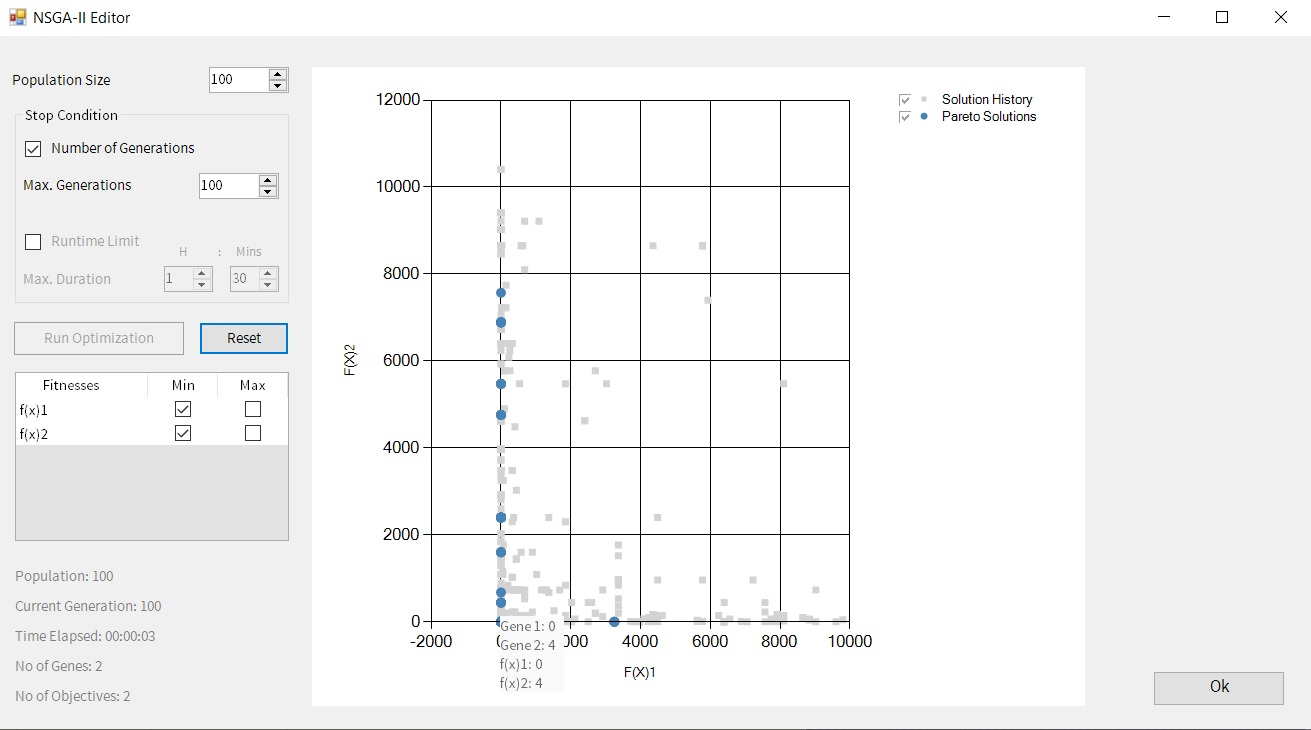 NSGA-II Editor
Population Size
100
Stop Condition
Number of Generations
Max. Generations
100
Runtime Limit
H : Mins
Max. Duration
1
30
Run Optimization
Reset
Fitnesses Min Max
f(x)1
f(x)2
Population: 100
Current Generation: 100
Time Elapsed: 00:00:03
No of Genes: 2
No of Objectives: 2
12000
10000
8000
6000
4000
2000
0
F(X)2
-2000 4000 6000 8000 10000
F(X)1
Gene 1: 0
Gene 2: 4
f(x)1: 0
f(x)2: 4
Solution History
Pareto Solutions
Ok